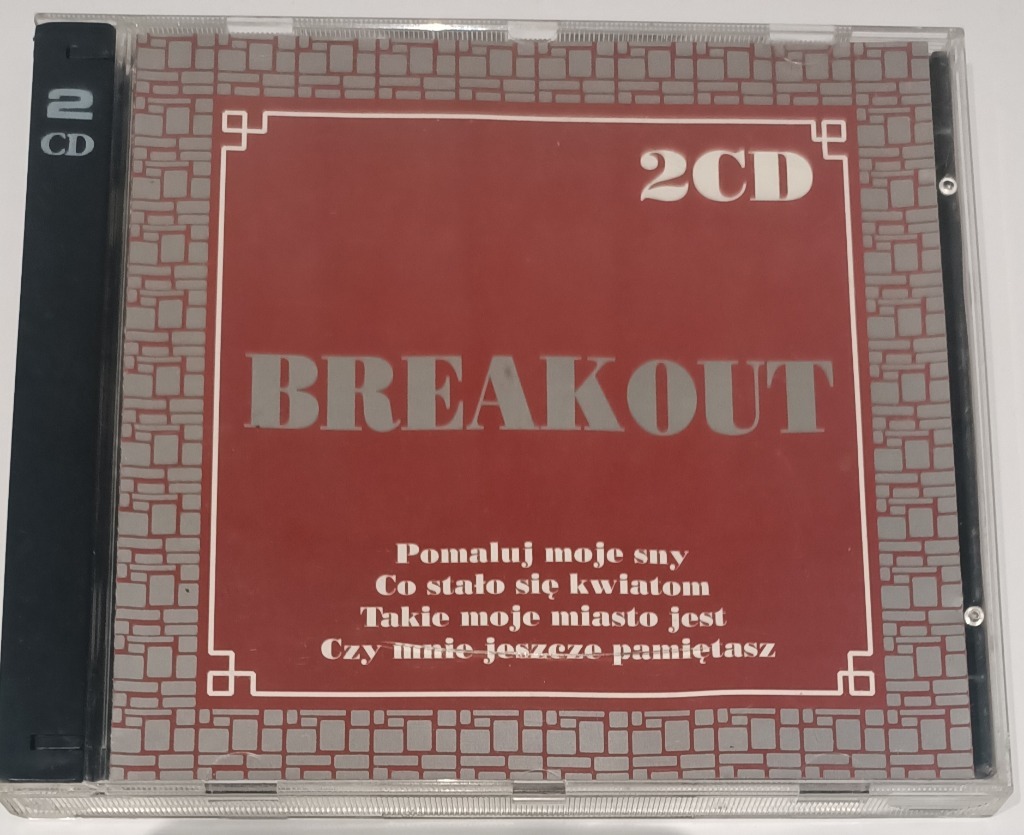 2
CD
2CD
BREAKOUT
Pomaluj moje sny
Co stało się kwiatom
Takie moje miasto jest
Czy mnie jeszcze pamiętasz